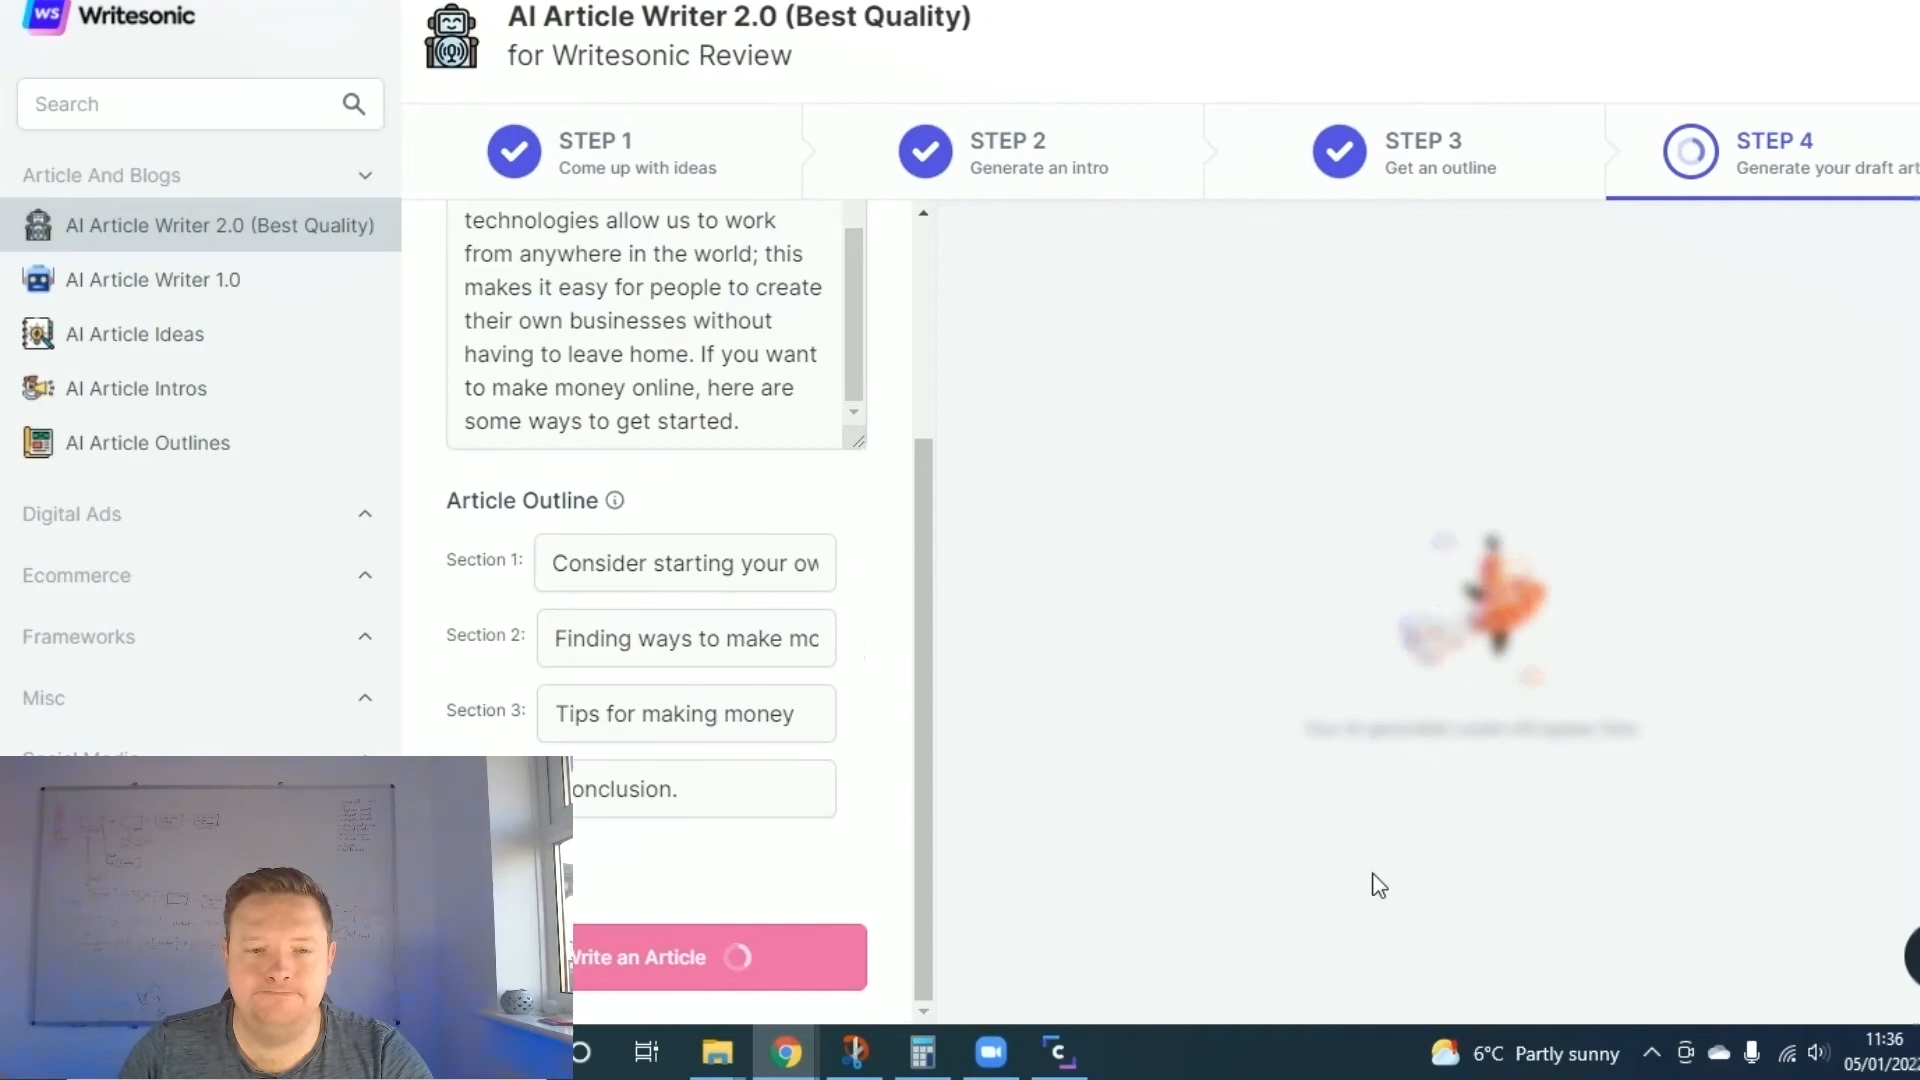 WS Writesonic
AI Article Writer 2.0 (Best Quality)
for Writesonic Review
Search
STEP 1
Come up with ideas
STEP 2
Generate an intro
STEP 3
Get an outline
STEP 4
Generate your draft art
Article And Blogs
AI Article Writer 2.0 (Best Quality)
AI Article Writer 1.0
AI Article Ideas
AI Article Intros
AI Article Outlines
Digital Ads
Ecommerce
Frameworks
Misc
technologies allow us to work
from anywhere in the world; this
makes it easy for people to create
their own businesses without
having to leave home. If you want
to make money online, here are
some ways to get started.
Article Outline
Section 1: Consider starting your ow
Section 2: Finding ways to make mo
Section 3: Tips for making money
onclusion.
Write an Article
6°C Partly sunny
11:36
05/01/2022